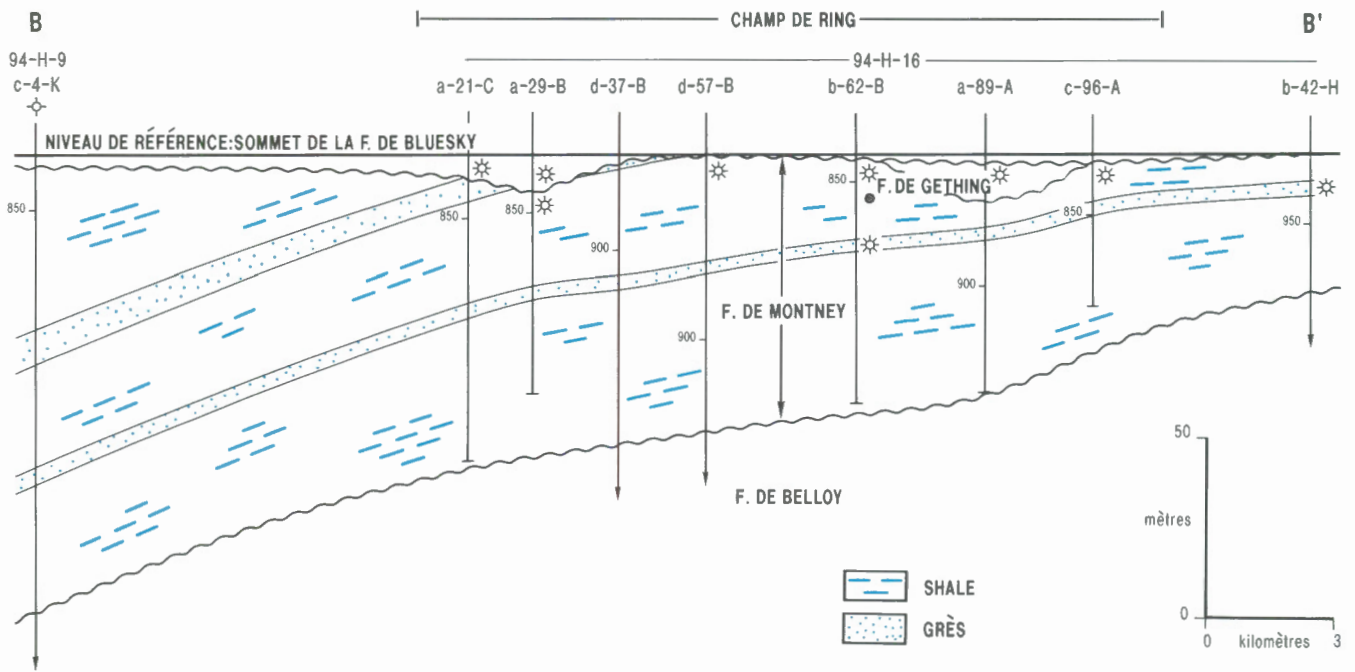 B
CHAMP DE RING
B'
94-H-9
94-H-16
c-4-K
a-21-C
a-29-B
d-37-B
d-57-B
b-62-B
a-89-A
c-96-A
b-42-H
NIVEAU DE RÉFÉRENCE:SOMMET DE LA F. DE BLUESKY
850
F. DE GETHING
850
850
850
850
950
900
900
F. DE MONTNEY
900
F. DE BELLOY
50
mètres
0
0 kilomètres 3
SHALE
GRÈS